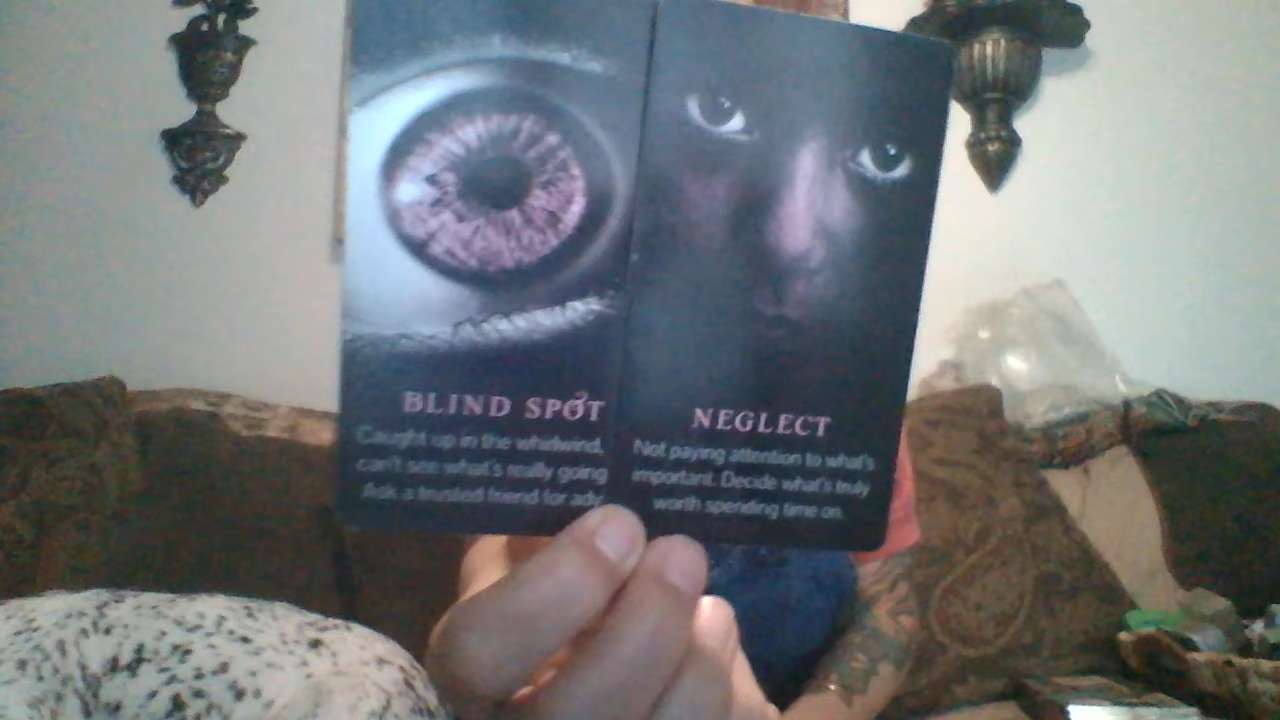 BLIND SPOT
Caught up in the whirlwind,
can't see what's really going
Ask a trusted friend for adv
NEGLECT
Not paying attention to what's
important. Decide what's truly
worth spending time on.